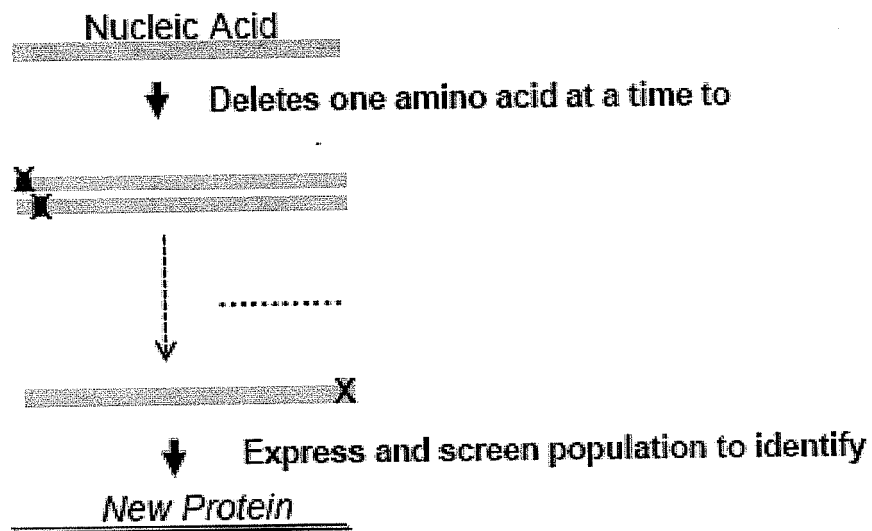 Nucleic Acid
Deletes one amino acid at a time to
X
X
X
Express and screen population to identify
New Protein